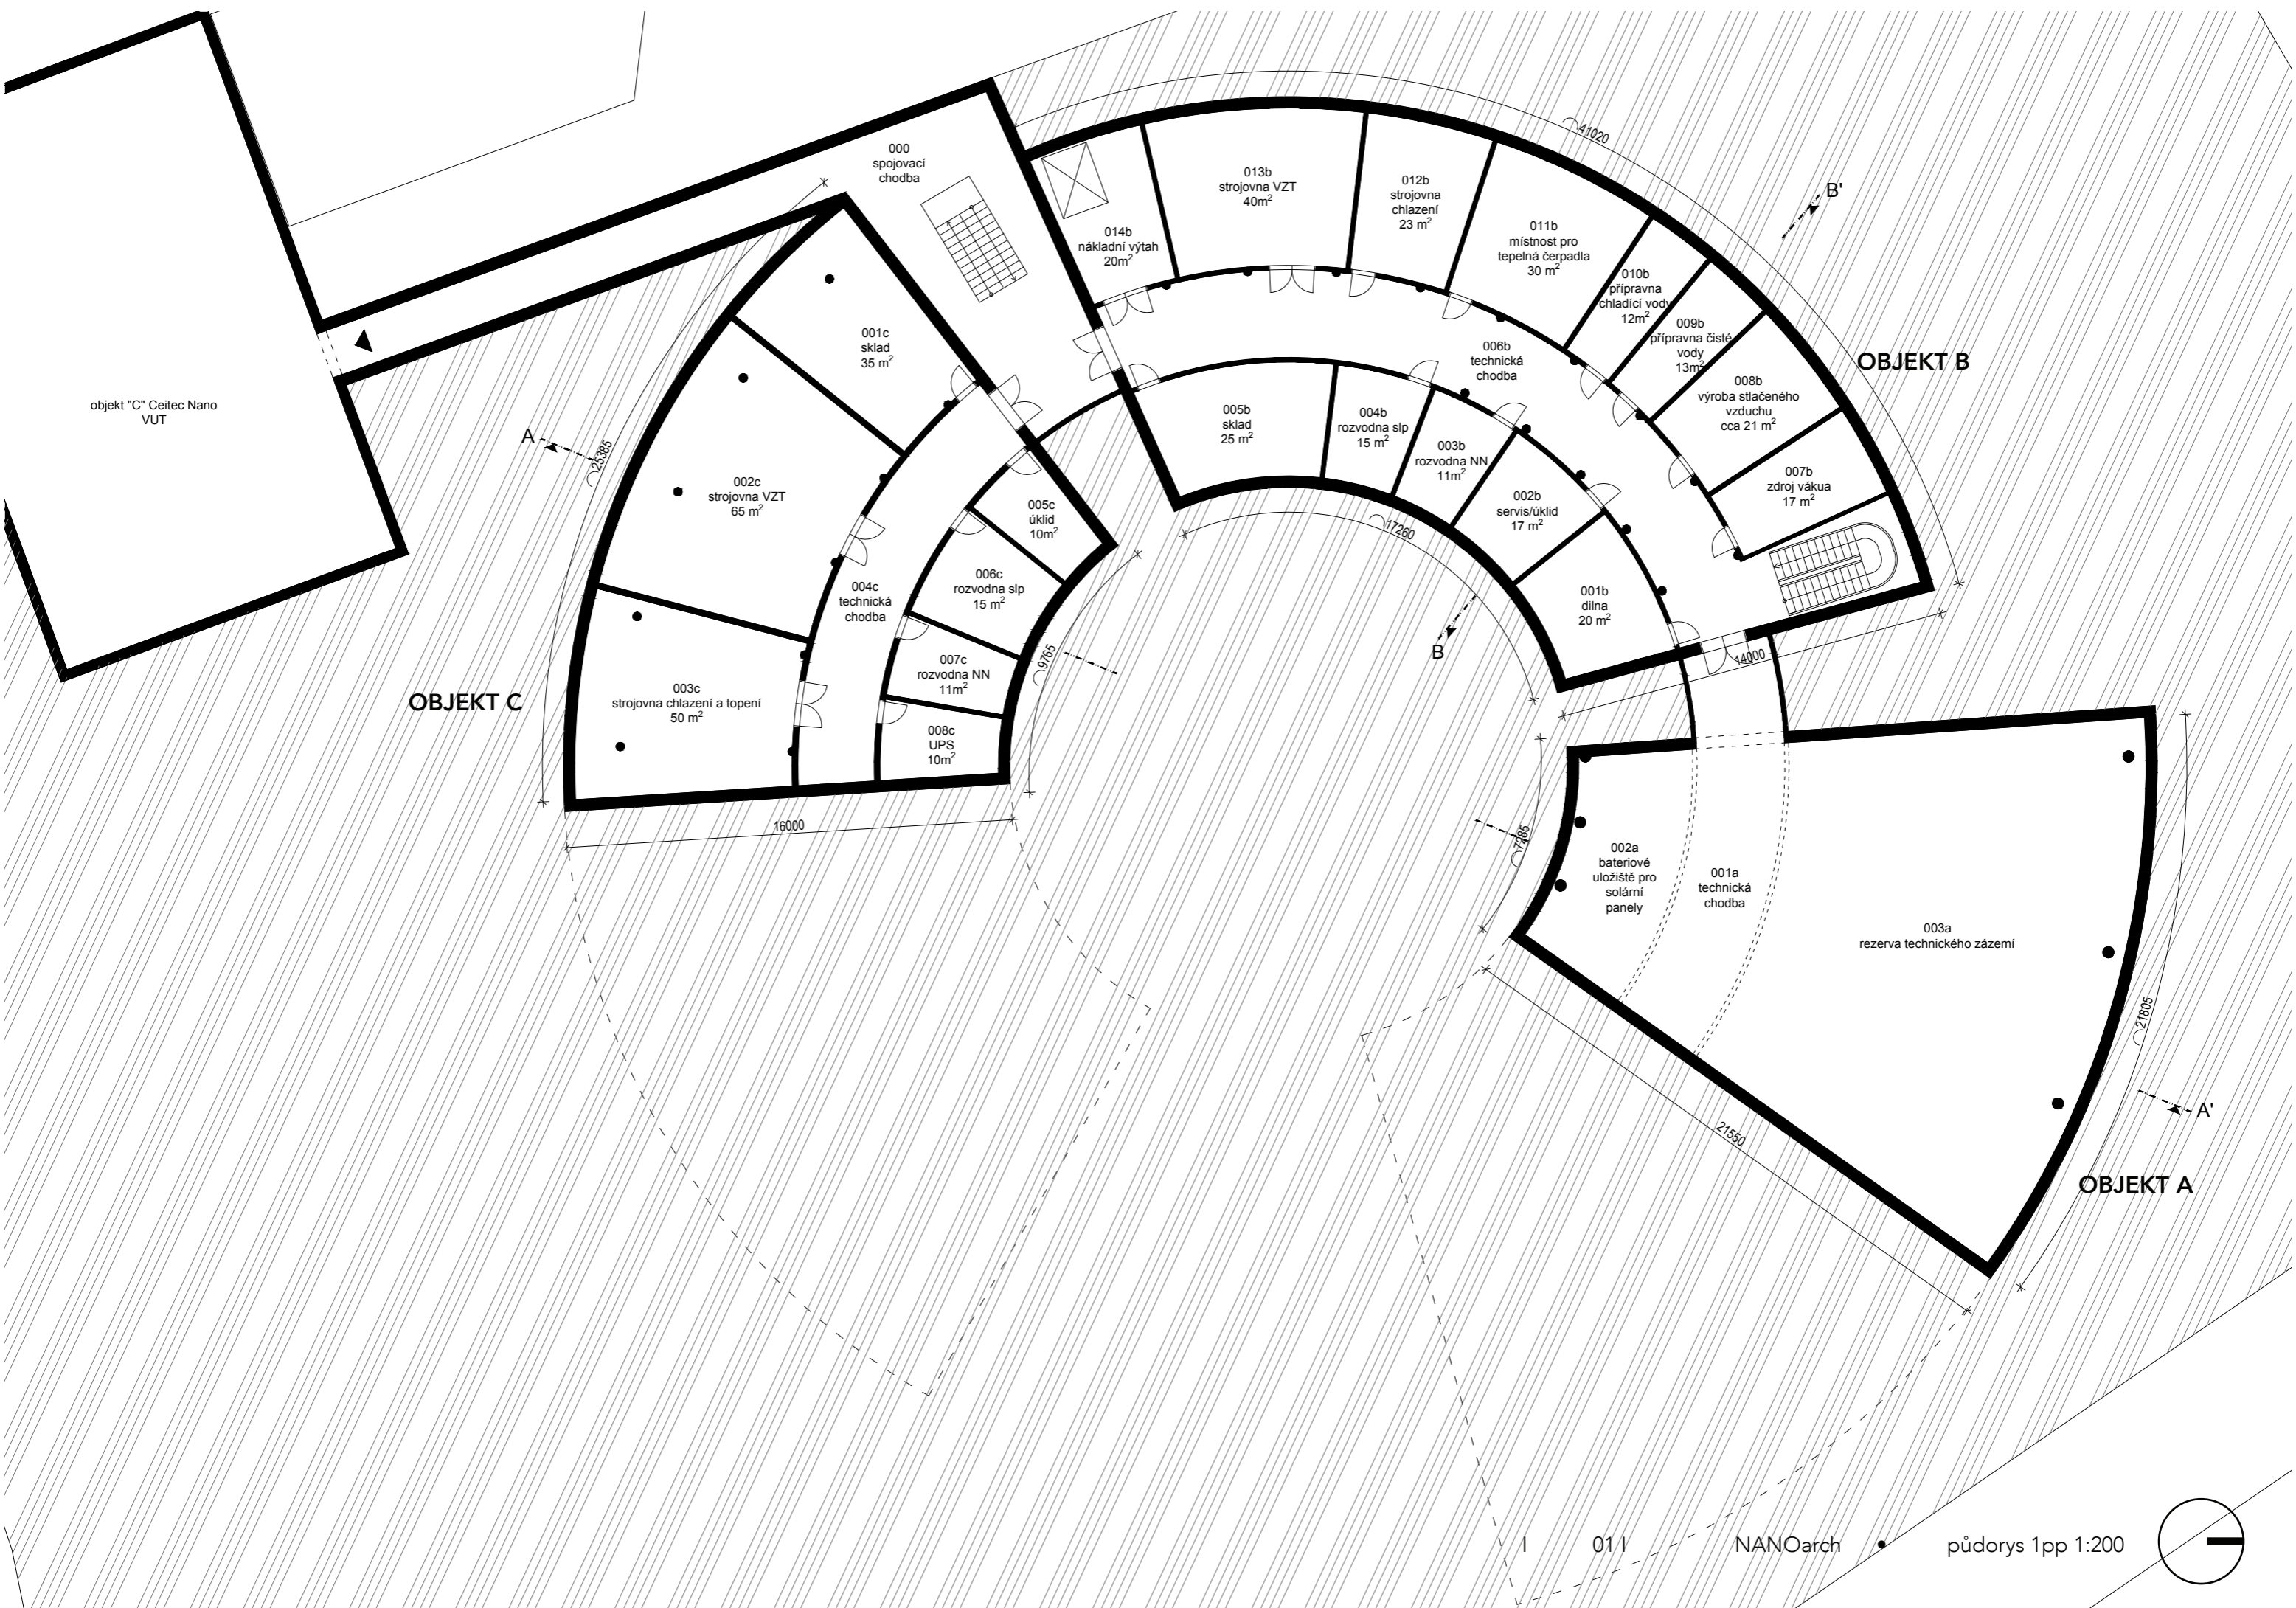 000
spojovací
chodba
41020
013b
strojovna VZT
40m²
012b
strojovna
chlazení
23 m²
B'
014b
nákladní výtah
20m²
011b
místnost pro
tepelná čerpadla
30 m²
010b
přípravna
chladící vody
12m²
009b
přípravna čisté
vody
13m²
OBJEKT B
001c
sklad
35 m²
006b
technická
chodba
008b
výroba stlačeného
vzduchu
cca 21 m²
objekt "C" Ceitec Nano
VUT
005b
sklad
25 m²
004b
rozvodna slp
15 m²
003b
rozvodna NN
11m²
A
25385
007b
zdroj vákua
17 m²
002c
strojovna VZT
65 m²
002b
servis/úklid
17 m²
005c
úklid
10m²
17260
006c
rozvodna slp
15 m²
004c
technická
chodba
001b
dilna
20 m²
B
14000
9765
007c
rozvodna NN
11m²
003c
strojovna chlazení a topení
50 m²
OBJEKT C
008c
UPS
10m²
16000
7285
002a
bateriové
uložiště pro
solární
panely
001a
technická
chodba
003a
rezerva technického zázemí
21805
A'
21550
OBJEKT A
I 01 I NANOarch • půdorys 1pp 1:200